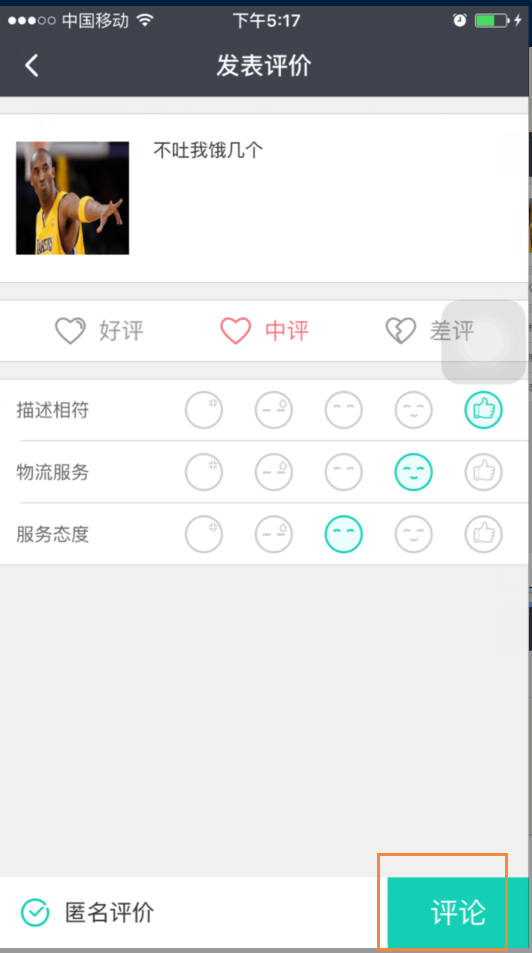 中国移动 下午5:17
发表评价
不吐我饿几个
LAKERS
好评 中评 差评
描述相符
物流服务
服务态度
匿名评价 评论